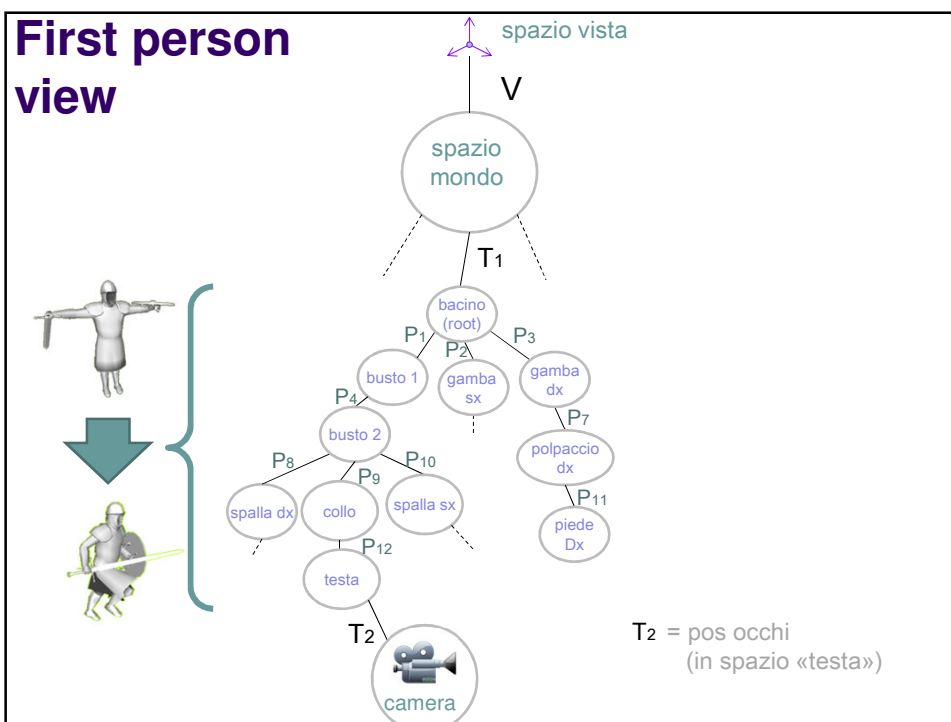 First person
view
spazio vista
V
spazio
mondo
T1
bacino
(root)
P1
P2
P3
busto 1
gamba
sx
gamba
dx
P4
P7
busto 2
polpaccio
dx
P8
P9
P10
P11
spalla dx
collo
spalla sx
piede
Dx
P12
testa
T2
camera
T2 = pos occhi
(in spazio «testa»)